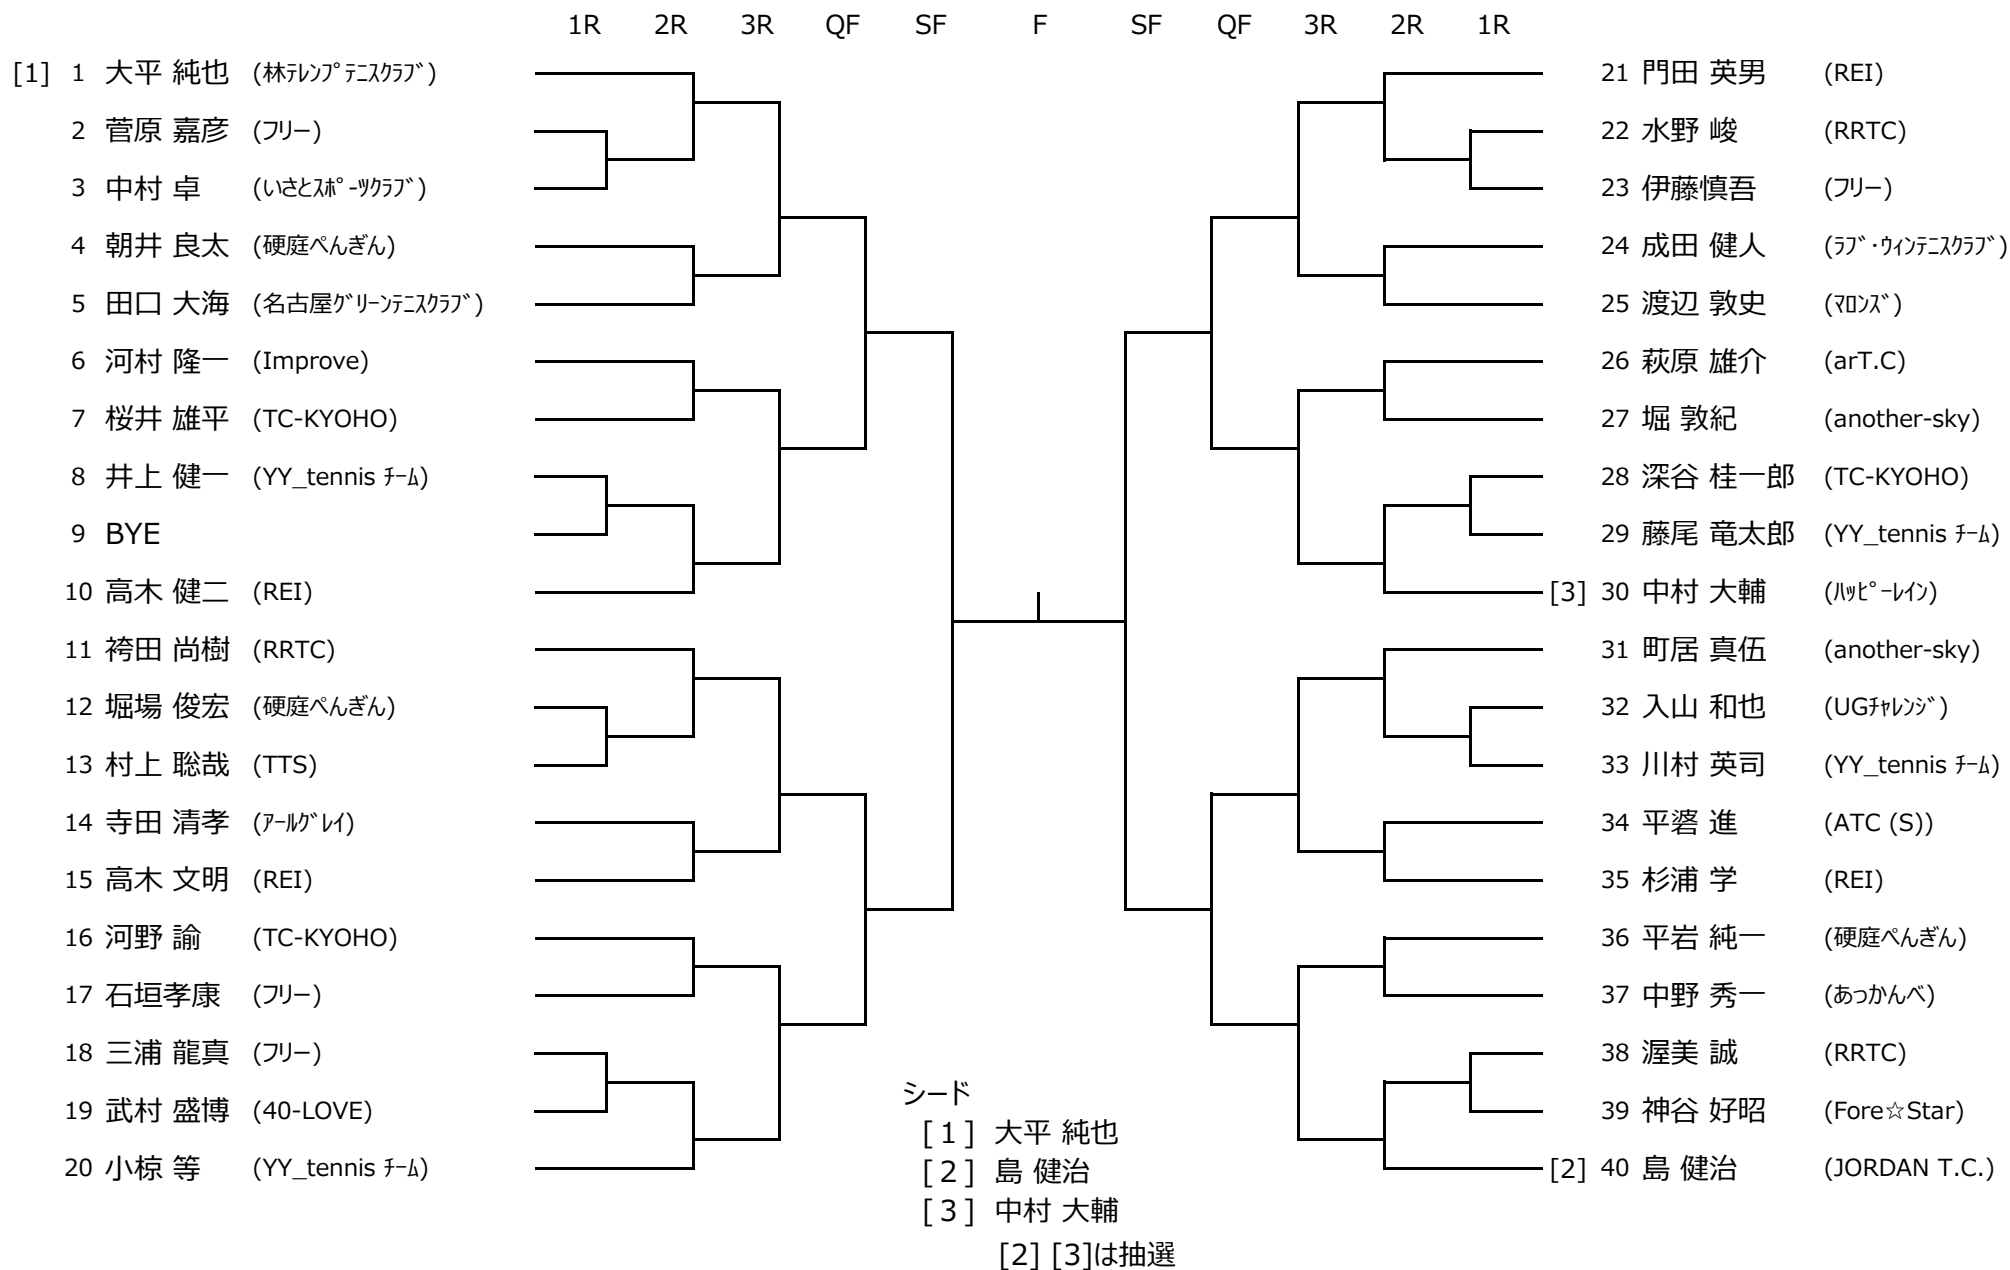 1R 2R 3R QF SF F SF QF 3R 2R 1R
[1] 1 大平 純也 (林ﾃﾚﾝﾌﾟﾃﾆｽｸﾗﾌﾞ)
2 菅原 嘉彦 (フリー)
3 中村 卓 (いさとｽﾎﾟｰﾂｸﾗﾌﾞ)
4 朝井 良太 (硬庭ぺんぎん)
5 田口 大海 (名古屋ｸﾞﾘｰﾝﾃﾆｽｸﾗﾌﾞ)
6 河村 隆一 (Improve)
7 桜井 雄平 (TC-KYOHO)
8 井上 健一 (YY_tennis ﾁｰﾑ)
9 BYE
10 高木 健二 (REI)
11 袴田 尚樹 (RRTC)
12 堀場 俊宏 (硬庭ぺんぎん)
13 村上 聡哉 (TTS)
14 寺田 清孝 (ｱｰﾙｸﾞﾚｲ)
15 高木 文明 (REI)
16 河野 諭 (TC-KYOHO)
17 石垣孝康 (フリー)
18 三浦 龍真 (フリー)
19 武村 盛博 (40-LOVE)
20 小椋 等 (YY_tennis ﾁｰﾑ)
21 門田 英男 (REI)
22 水野 峻 (RRTC)
23 伊藤慎吾 (フリー)
24 成田 健人 (ﾗﾌﾞ･ｳｨﾝﾃﾆｽｸﾗﾌﾞ)
25 渡辺 敦史 (ﾏﾛﾝｽﾞ)
26 萩原 雄介 (arT.C)
27 堀 敦紀 (another-sky)
28 深谷 桂一郎 (TC-KYOHO)
29 藤尾 竜太郎 (YY_tennis ﾁｰﾑ)
[3] 30 中村 大輔 (ﾊｯﾋﾟｰﾚｲﾝ)
31 町居 真伍 (another-sky)
32 入山 和也 (UGﾁｬﾚﾝｼﾞ)
33 川村 英司 (YY_tennis ﾁｰﾑ)
34 平 進 (ATC (S))
35 杉浦 学 (REI)
36 平岩 純一 (硬庭ぺんぎん)
37 中野 秀一 (あっかんべ)
38 渥美 誠 (RRTC)
39 神谷 好昭 (Fore☆Star)
[2] 40 島 健治 (JORDAN T.C.)
シード
[１] 大平 純也
[２] 島 健治
[３] 中村 大輔
[2] [3]は抽選